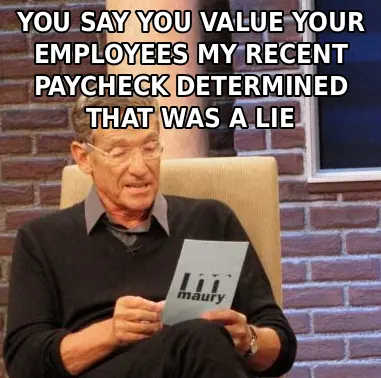 YOU SAY YOU VALUE YOUR
EMPLOYEES MY RECENT
PAYCHECK DETERMINED
THAT WAS A LIE
maury